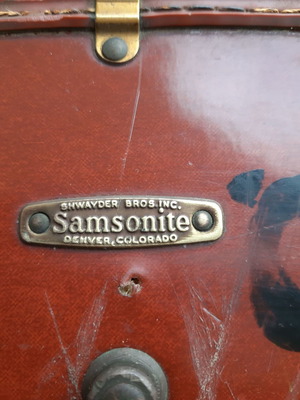 SHWAYDER BROS. INC.
Samsonite
DENVER, COLORADO